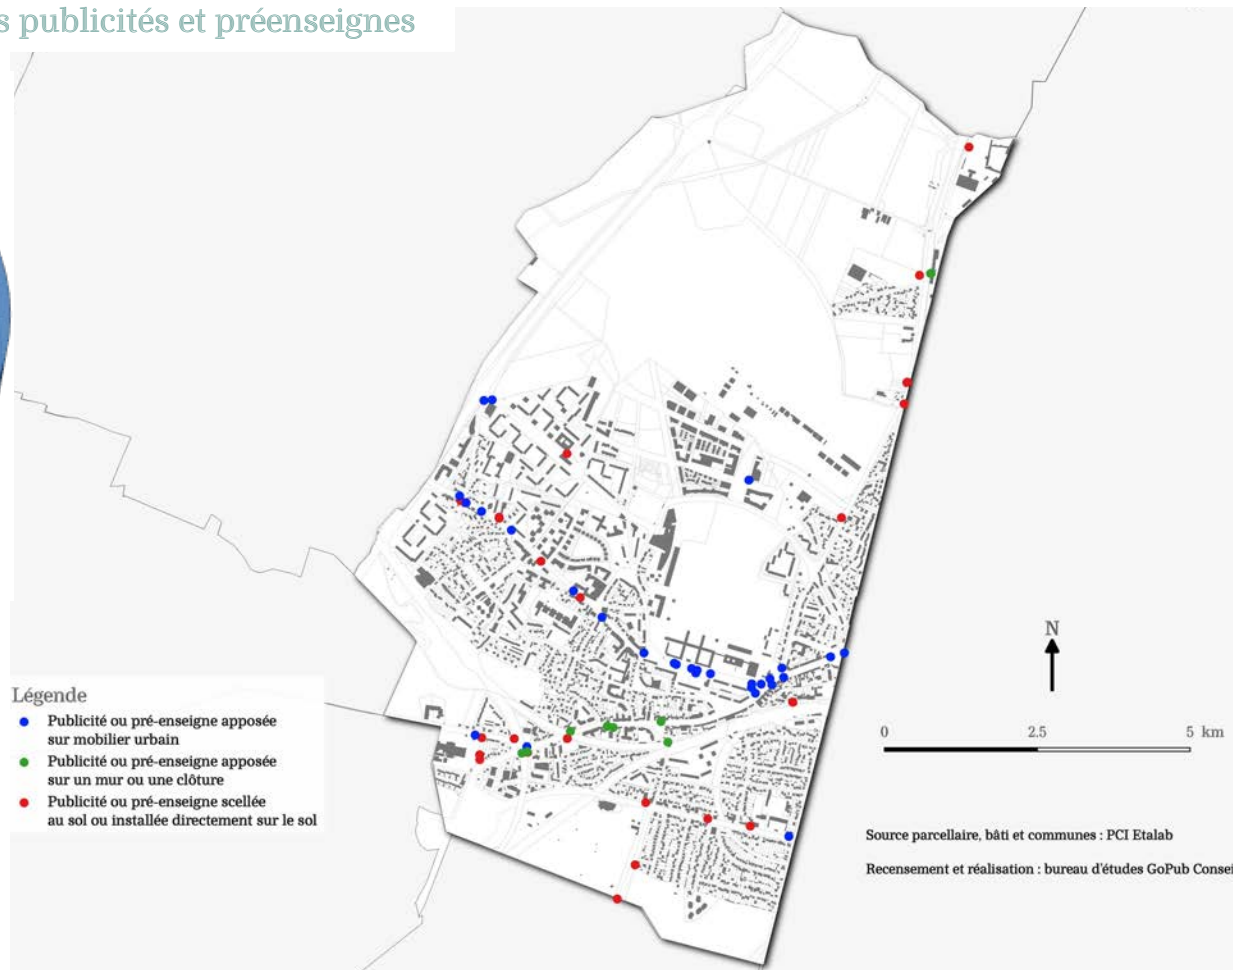 s publicités et préenseignes
N
0 2.5 5 km
Légende
Publicité ou pré-enseigne apposée
sur mobilier urbain
Publicité ou pré-enseigne apposée
sur un mur ou une clôture
Publicité ou pré-enseigne scellée
au sol ou installée directement sur le sol
Source parcellaire, bâti et communes : PCI Etalab
Recensement et réalisation : bureau d'études GoPub Consei